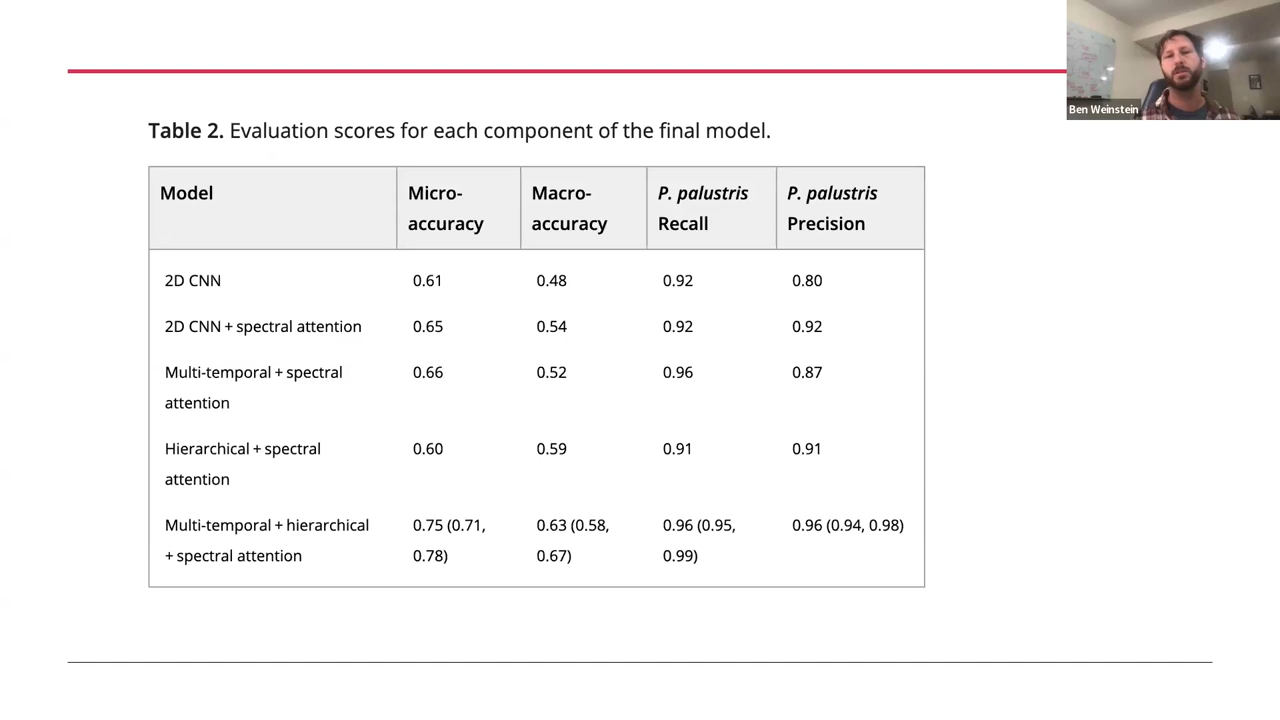 Ben Weinstein
Table 2. Evaluation scores for each component of the final model.
Model Micro-accuracy Macro-accuracy P. palustris Recall P. palustris Precision
2D CNN 0.61 0.48 0.92 0.80
2D CNN + spectral attention 0.65 0.54 0.92 0.92
Multi-temporal + spectral attention 0.66 0.52 0.96 0.87
Hierarchical + spectral attention 0.60 0.59 0.91 0.91
Multi-temporal + hierarchical + spectral attention 0.75 (0.71, 0.78) 0.63 (0.58, 0.67) 0.96 (0.95, 0.99) 0.96 (0.94, 0.98)